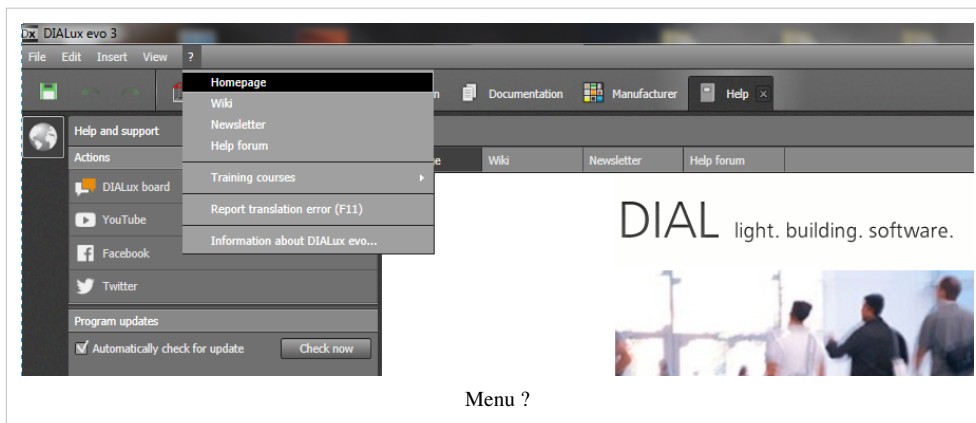 DIALux evo 3
File Edit Insert View ?
Homepage
Wiki
Newsletter
Help forum
Training courses
Report translation error (F11)
Information about DIALux evo...
Documentation Manufacturer Help
Help and support
Actions
DIALux board
YouTube
Facebook
Twitter
Program updates
Automatically check for update Check now
Wiki Newsletter Help forum
DIAL light. building. software.
Menu ?